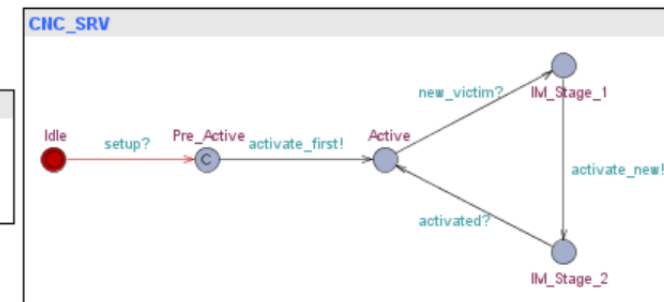 CNC_SRV
new_victim?
IM_Stage_1
Idle
setup?
Pre_Active
C
activate_first!
Active
activate_new!
activated?
IM_Stage_2